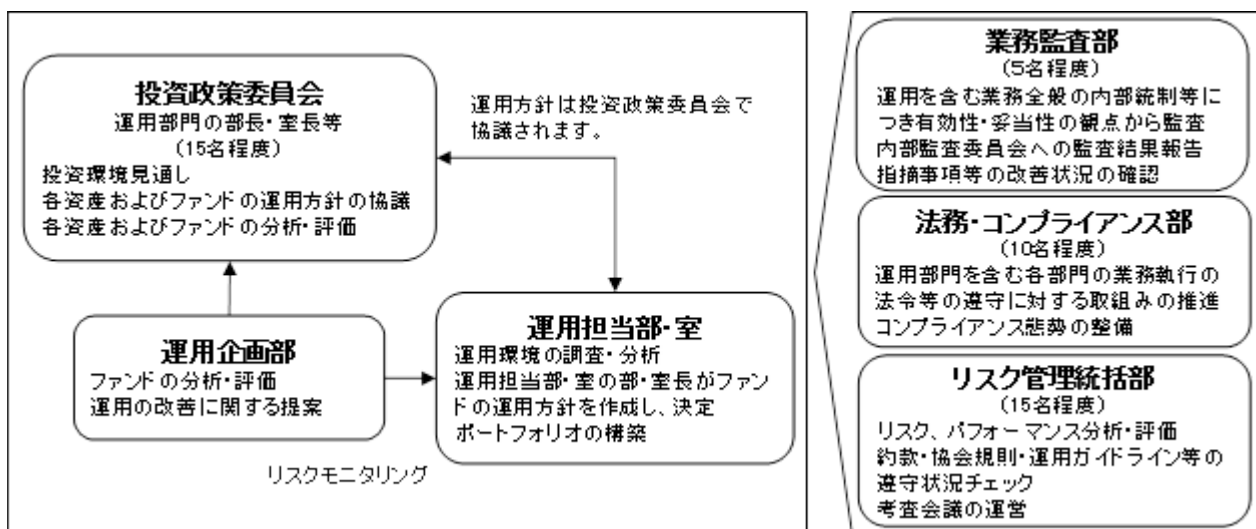 投資政策委員会
運用部門の部長・室長等
(15名程度)
投資環境見通し
各資産およびファンドの運用方針の協議
各資産およびファンドの分析・評価
運用方針は投資政策委員会で
協議されます。
運用企画部
ファンドの分析・評価
運用の改善に関する提案
運用担当部・室
運用環境の調査・分析
運用担当部・室の部・室長がファン
ドの運用方針を作成し、決定
ポートフォリオの構築
リスクモニタリング
業務監査部
(5名程度)
運用を含む業務全般の内部統制等に
つき有効性・妥当性の観点から監査
内部監査委員会への監査結果報告
指摘事項等の改善状況の確認
法務・コンプライアンス部
(10名程度)
運用部門を含む各部門の業務執行の
法令等の遵守に対する取組みの推進
コンプライアンス態勢の整備
リスク管理統括部
(15名程度)
リスク、パフォーマンス分析・評価
約款・協会規則・運用ガイドライン等の
遵守状況チェック
考査会議の運営